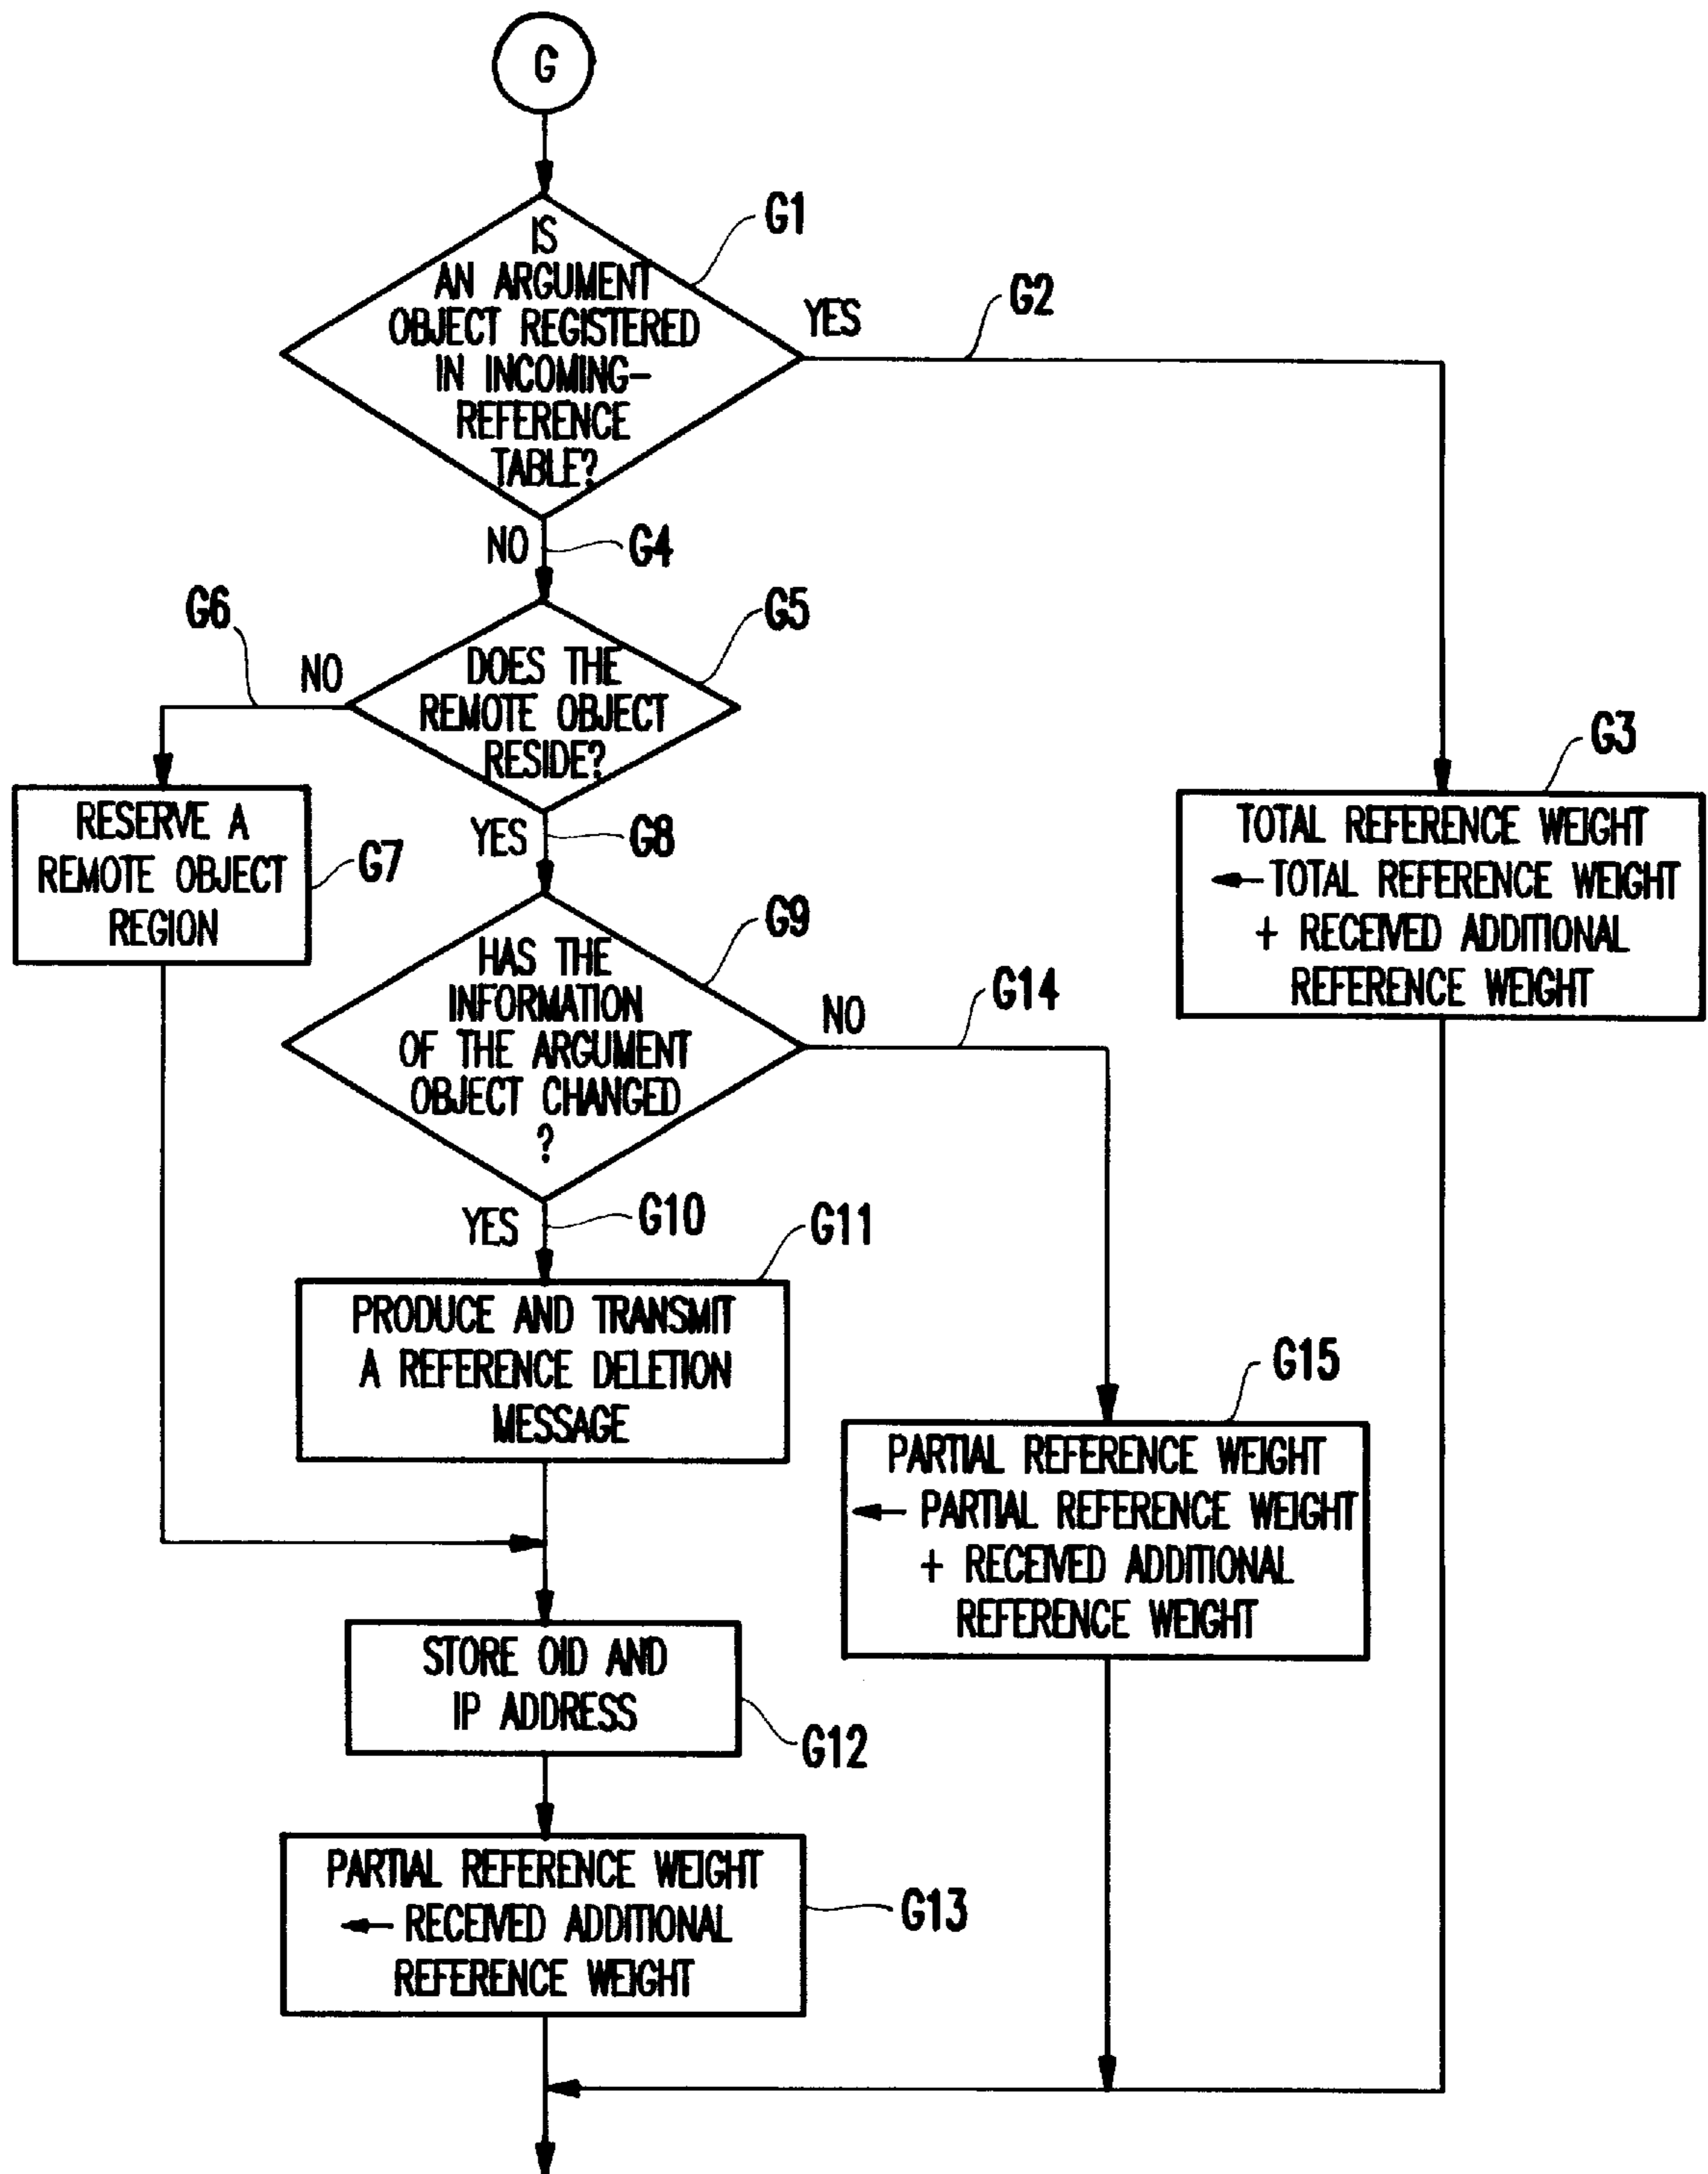 G
G1
IS
AN ARGUMENT
OBJECT REGISTERED
IN INCOMING-
REFERENCE
TABLE?
YES
G2
NO
G4
G6
NO
G5
DOES THE
REMOTE OBJECT
RESIDE?
G3
TOTAL REFERENCE WEIGHT
← TOTAL REFERENCE WEIGHT
+ RECEIVED ADDITIONAL
REFERENCE WEIGHT
RESERVE A
REMOTE OBJECT
REGION
G7
YES
G8
G9
HAS THE
INFORMATION
OF THE ARGUMENT
OBJECT CHANGED
?
NO
G14
YES
G10
G11
PRODUCE AND TRANSMIT
A REFERENCE DELETION
MESSAGE
G15
PARTIAL REFERENCE WEIGHT
← PARTIAL REFERENCE WEIGHT
+ RECEIVED ADDITIONAL
REFERENCE WEIGHT
STORE OID AND
IP ADDRESS
G12
PARTIAL REFERENCE WEIGHT
← RECEIVED ADDITIONAL
REFERENCE WEIGHT
G13